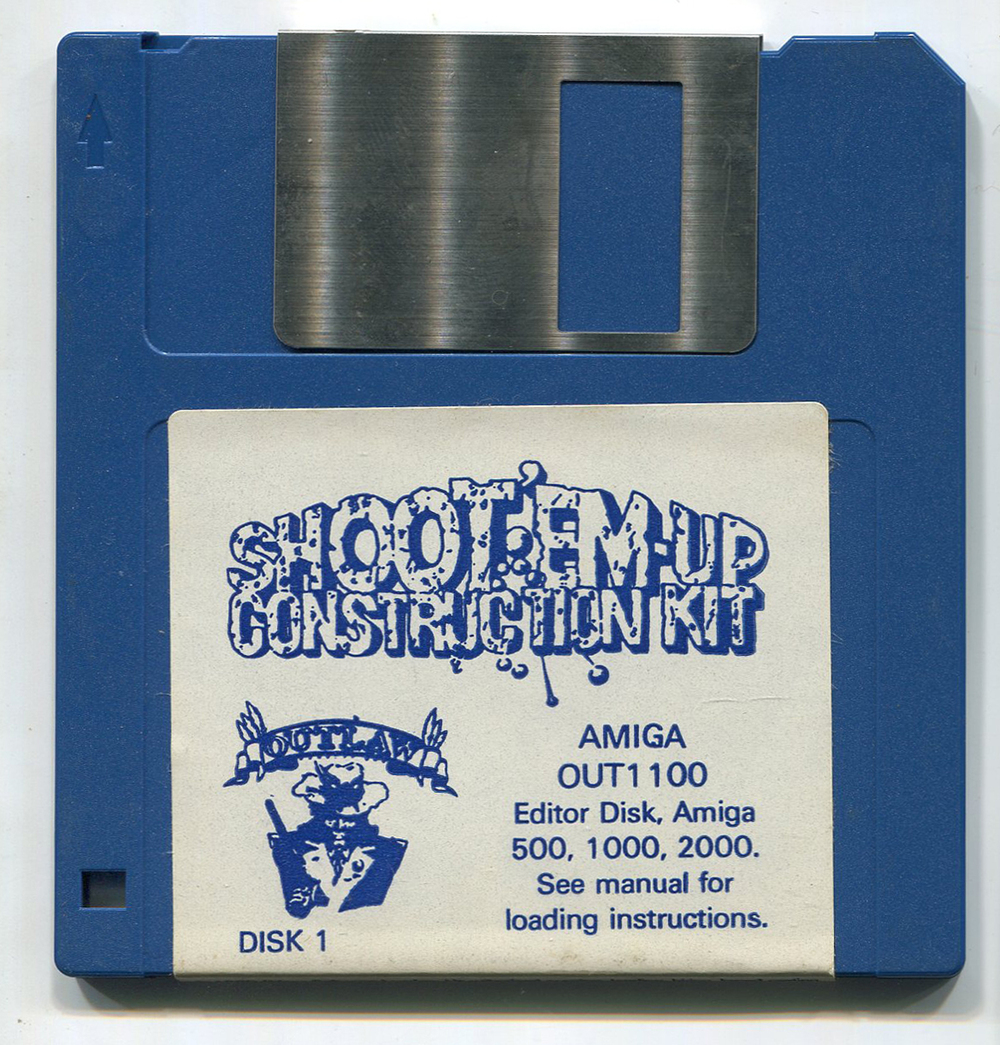 SHOOT'EM-UP
CONSTRUCTION KIT
OUTLAW
AMIGA
OUT1100
Editor Disk, Amiga
500, 1000, 2000.
See manual for
loading instructions.
DISK 1